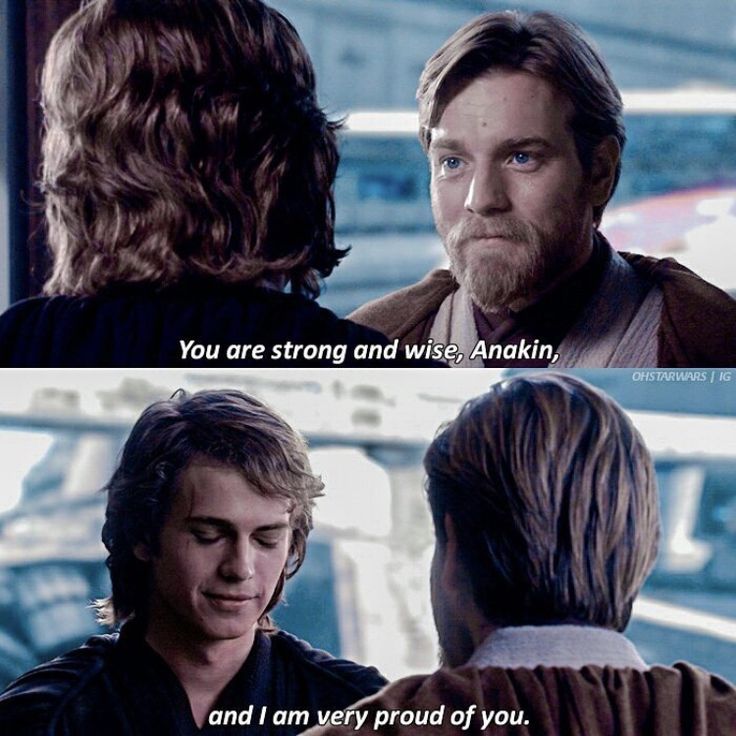 You are strong and wise, Anakin,
OHSTARWARS | IG
and I am very proud of you.